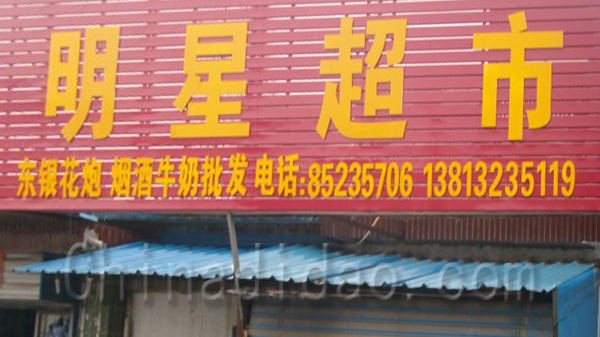 明星超市
东银花炮 烟酒牛奶批发 电话:85235706 13813235119
Chinadidao.com